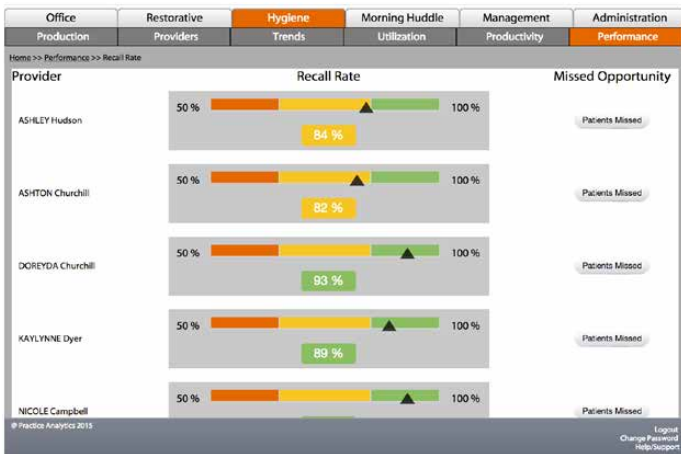 Office Restorative Hygiene Morning Huddle Management Administration
Production Providers Trends Utilization Productivity Performance
Home >> Performance >> Recall Rate
Provider Recall Rate Missed Opportunity
50 % 100 %
ASHLEY Hudson Patients Missed
84 %
50 % 100 %
ASHTON Churchill Patients Missed
82 %
50 % 100 %
DOREYDA Churchill Patients Missed
93 %
50 % 100 %
KAYLYNNE Dyer Patients Missed
89 %
50 % 100 %
NICOLE Campbell Patients Missed
© Practice Analytics 2015
Logout
Change Password
Help/Support